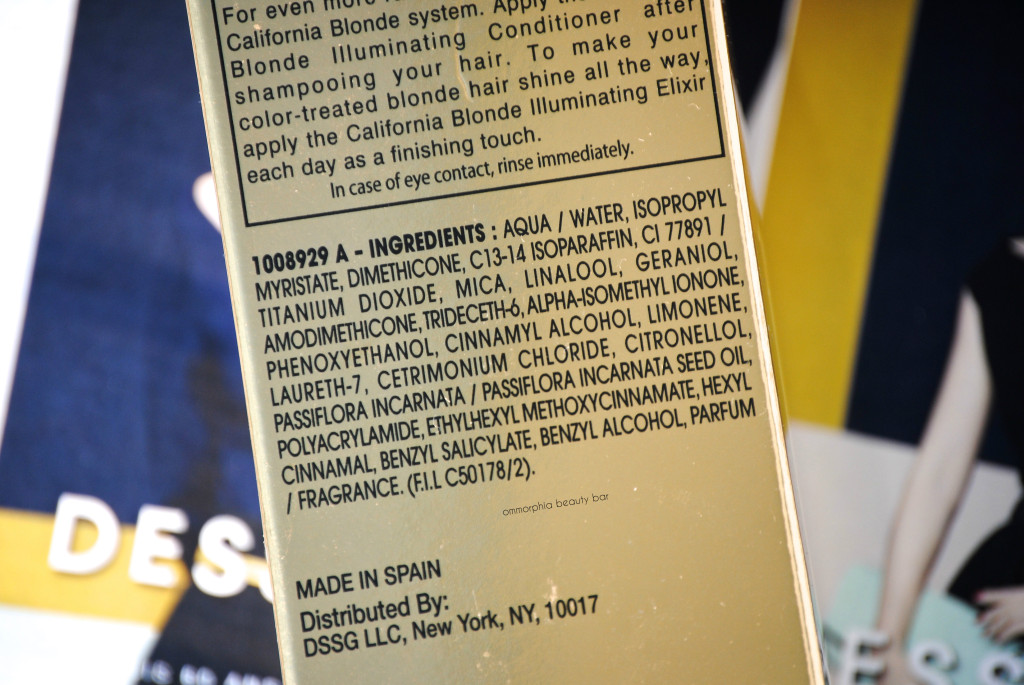 For even more
California Blonde system. Apply
Blonde Illuminating Conditioner after
shampooing your hair. To make your
color-treated blonde hair shine all the way,
apply the California Blonde Illuminating Elixir
each day as a finishing touch.
In case of eye contact, rinse immediately.
1008929 A - INGREDIENTS : AQUA / WATER, ISOPROPYL
MYRISTATE, DIMETHICONE, C13-14 ISOPARAFFIN, CI 77891 /
TITANIUM DIOXIDE, MICA, LINALOOL, GERANIOL,
AMODIMETHICONE, TRIDECETH-6, ALPHA-ISOMETHYL IONONE,
PHENOXYETHANOL, CINNAMYL ALCOHOL, LIMONENE,
LAURETH-7, CETRIMONIUM CHLORIDE, CITRONELLOL,
PASSIFLORA INCARNATA / PASSIFLORA INCARNATA SEED OIL,
POLYACRYLAMIDE, ETHYLHEXYL METHOXYCINNAMATE, HEXYL
CINNAMAL, BENZYL SALICYLATE, BENZYL ALCOHOL, PARFUM
/ FRAGRANCE. (F.I.L C50178/2).
ommorphia beauty bar
MADE IN SPAIN
Distributed By:
DSSG LLC, New York, NY, 10017
DES
ESS